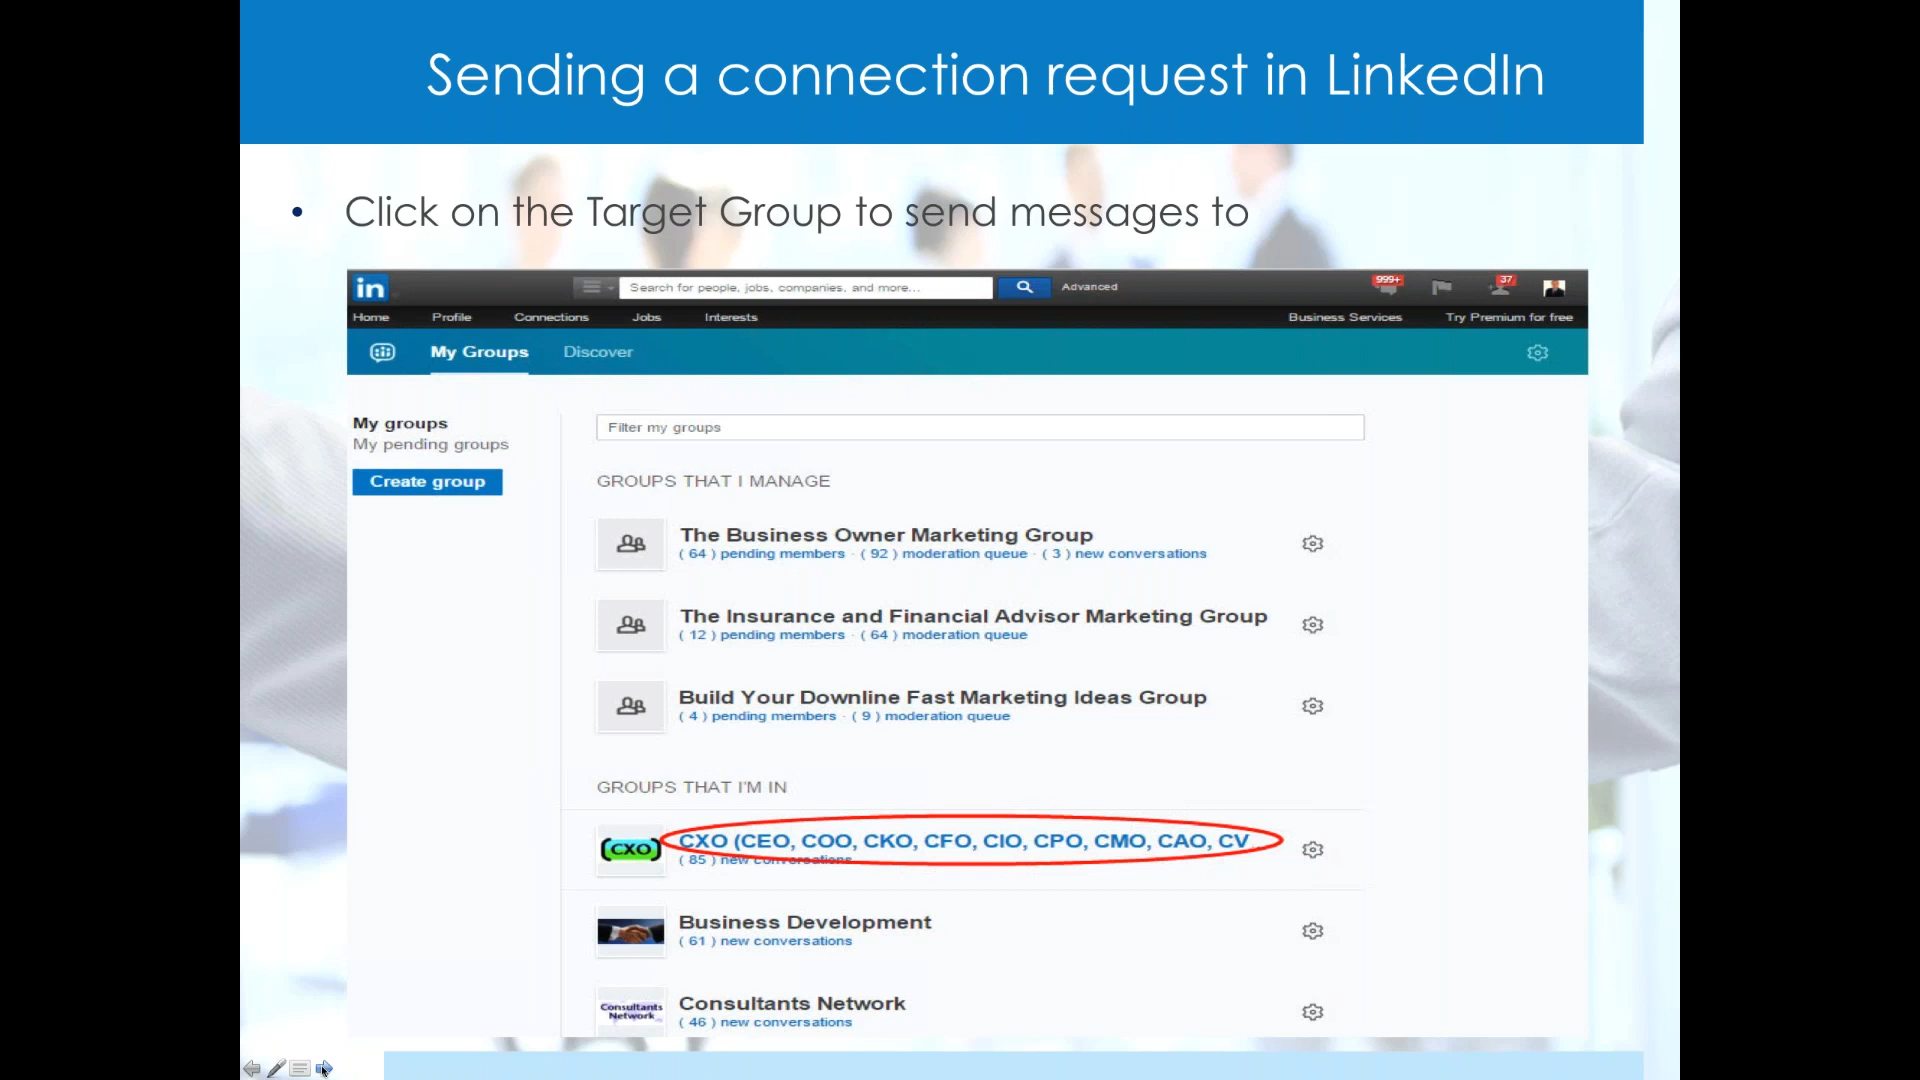 Sending a connection request in LinkedIn
• Click on the Target Group to send messages to
in
Search for people, jobs, companies, and more...
Advanced
999+
37
Home Profile Connections Jobs Interests Business Services Try Premium for free
My Groups Discover
My groups
My pending groups
Create group
Filter my groups
GROUPS THAT I MANAGE
The Business Owner Marketing Group
( 64 ) pending members · ( 92 ) moderation queue · ( 3 ) new conversations
The Insurance and Financial Advisor Marketing Group
( 12 ) pending members · ( 64 ) moderation queue
Build Your Downline Fast Marketing Ideas Group
( 4 ) pending members · ( 9 ) moderation queue
GROUPS THAT I'M IN
(CXO)
CXO (CEO, COO, CKO, CFO, CIO, CPO, CMO, CAO, CV...
( 85 ) new conversations
Business Development
( 61 ) new conversations
Consultants
Network
Consultants Network
( 46 ) new conversations